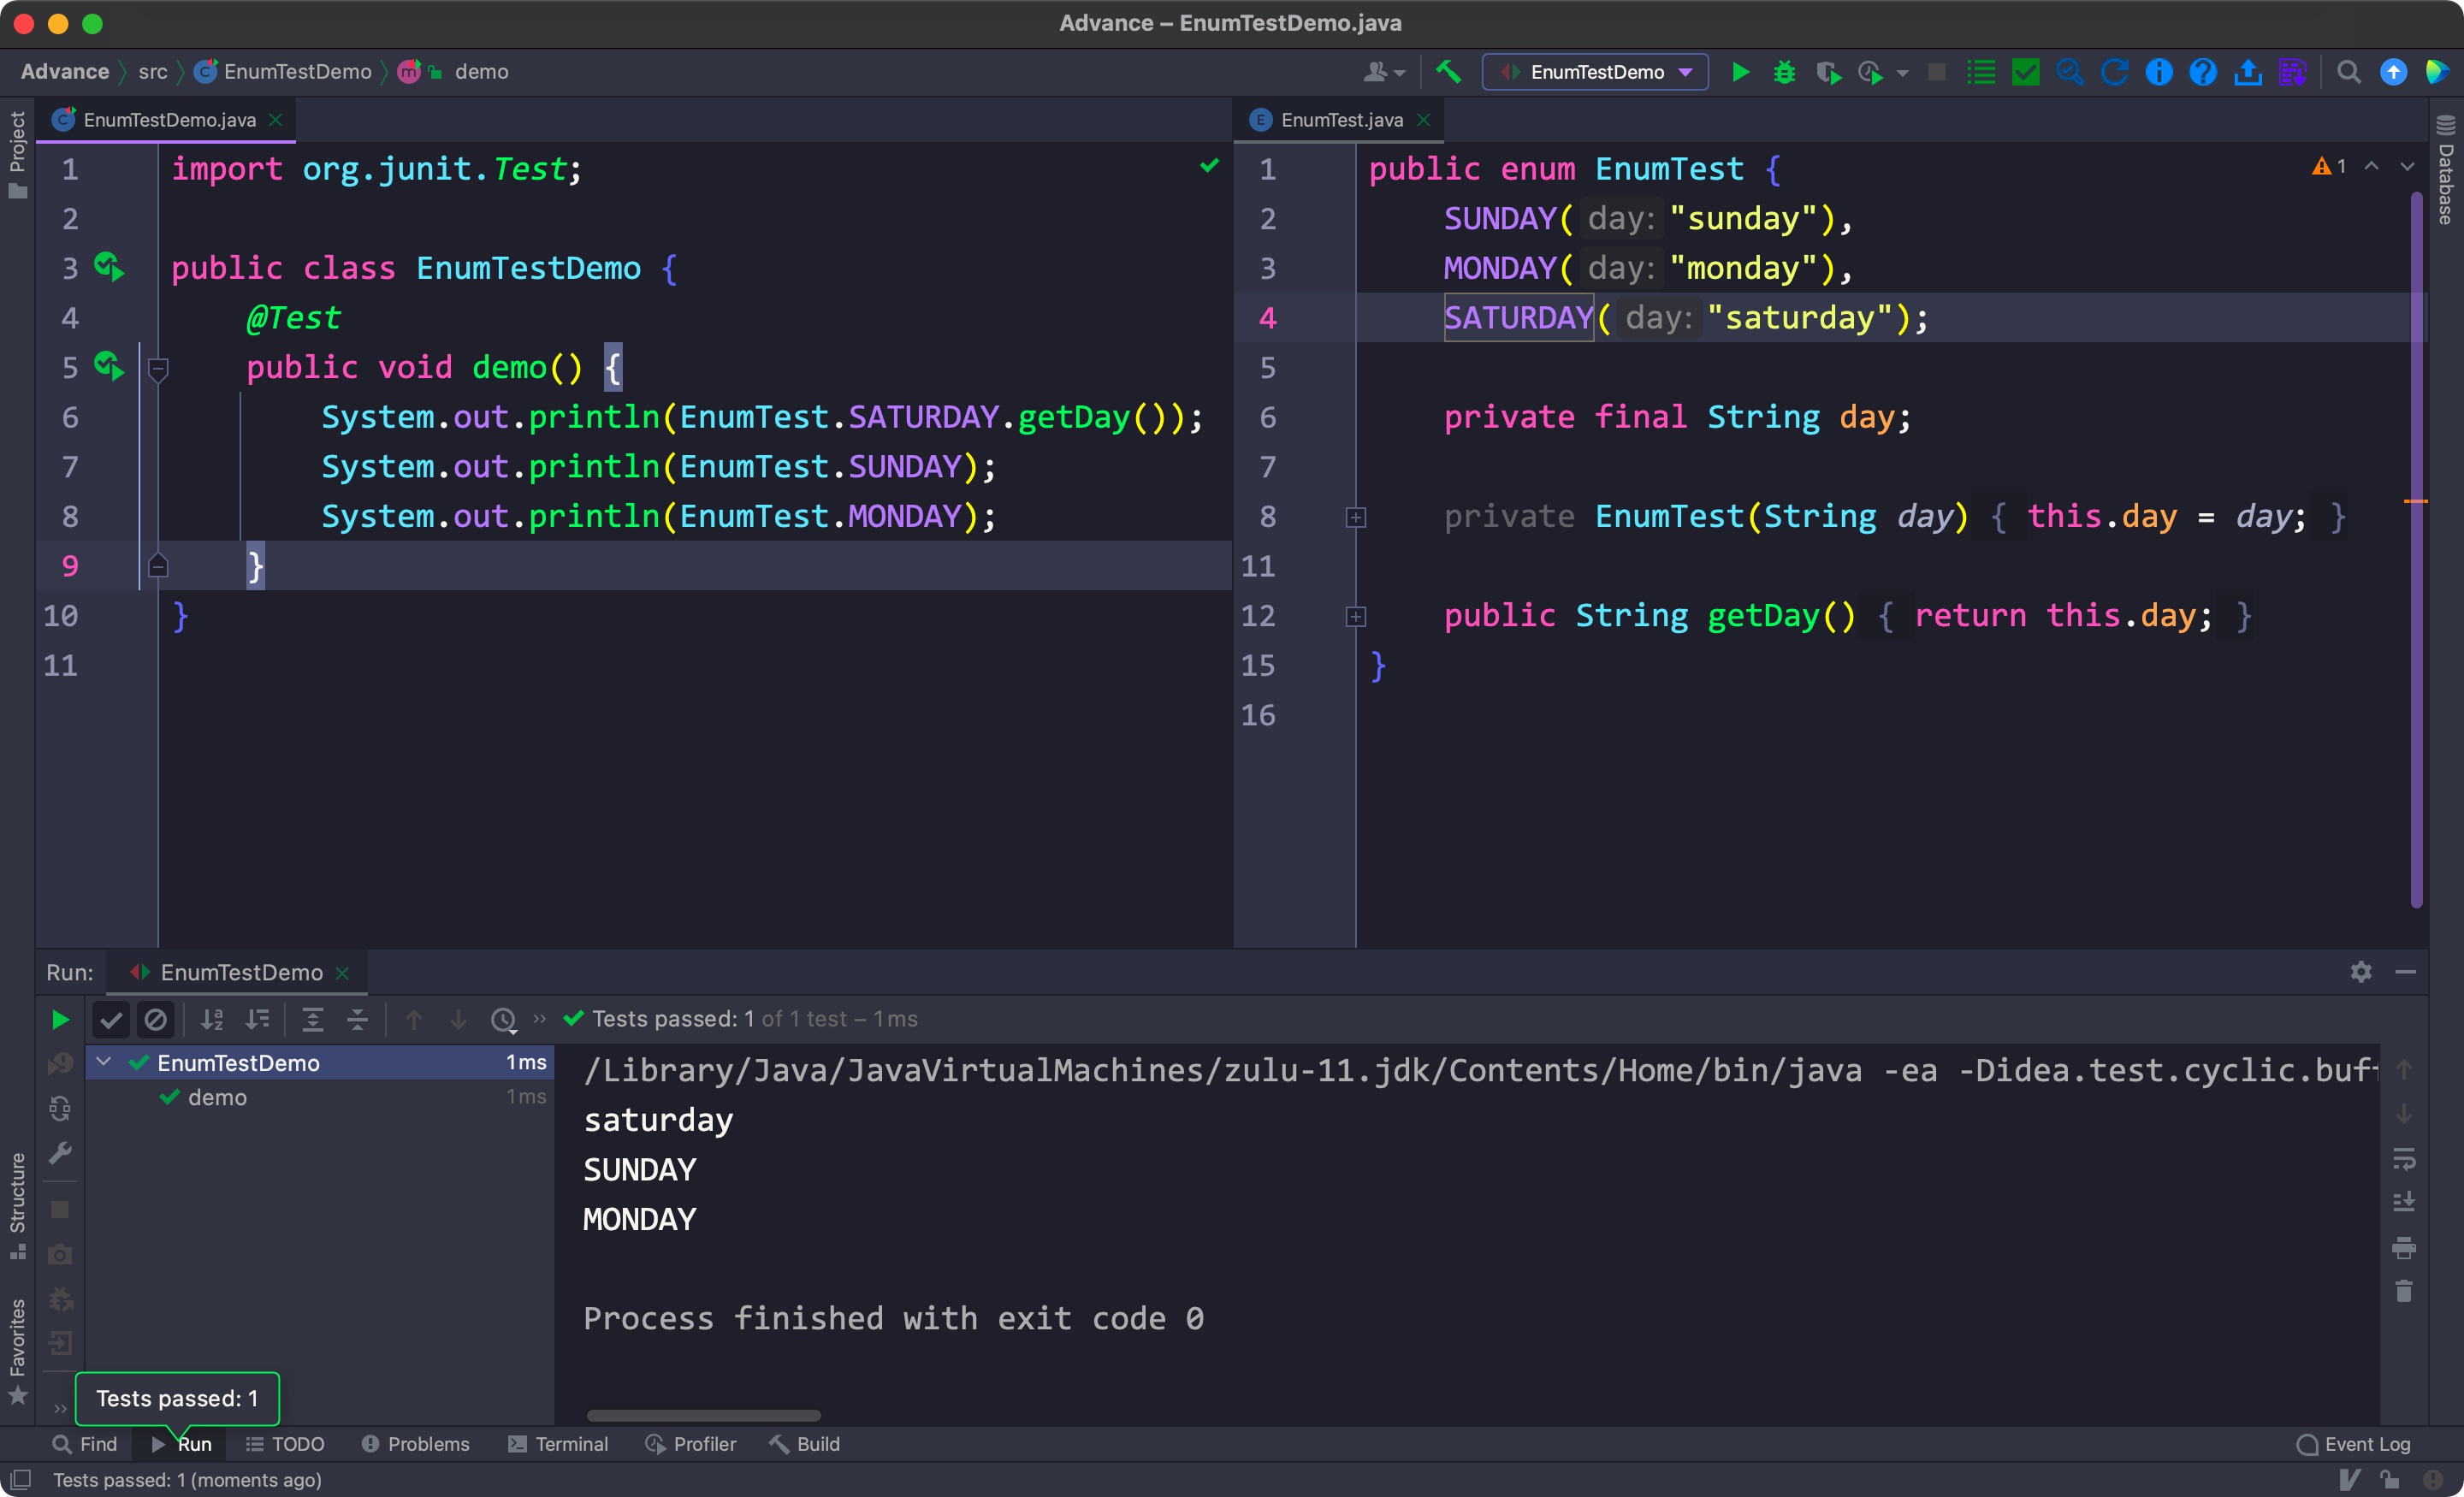 Advance – EnumTestDemo.java
Advance src EnumTestDemo demo
EnumTestDemo
Project
EnumTestDemo.java
1 import org.junit.Test;
2
3 public class EnumTestDemo {
4 @Test
5 public void demo() {
6 System.out.println(EnumTest.SATURDAY.getDay());
7 System.out.println(EnumTest.SUNDAY);
8 System.out.println(EnumTest.MONDAY);
9 }
10 }
11
EnumTest.java
1 public enum EnumTest {
1
2 SUNDAY( day: "sunday"),
3 MONDAY( day: "monday"),
4 SATURDAY( day: "saturday");
5
6 private final String day;
7
8 private EnumTest(String day) { this.day = day; }
11
12 public String getDay() { return this.day; }
15 }
16
Database
Run: EnumTestDemo
Tests passed: 1 of 1 test – 1 ms
EnumTestDemo 1 ms
demo 1 ms
/Library/Java/JavaVirtualMachines/zulu-11.jdk/Contents/Home/bin/java -ea -Didea.test.cyclic.buf
saturday
SUNDAY
MONDAY
Process finished with exit code 0
Structure
Favorites
Tests passed: 1
Find Run TODO Problems Terminal Profiler Build Event Log
Tests passed: 1 (moments ago)